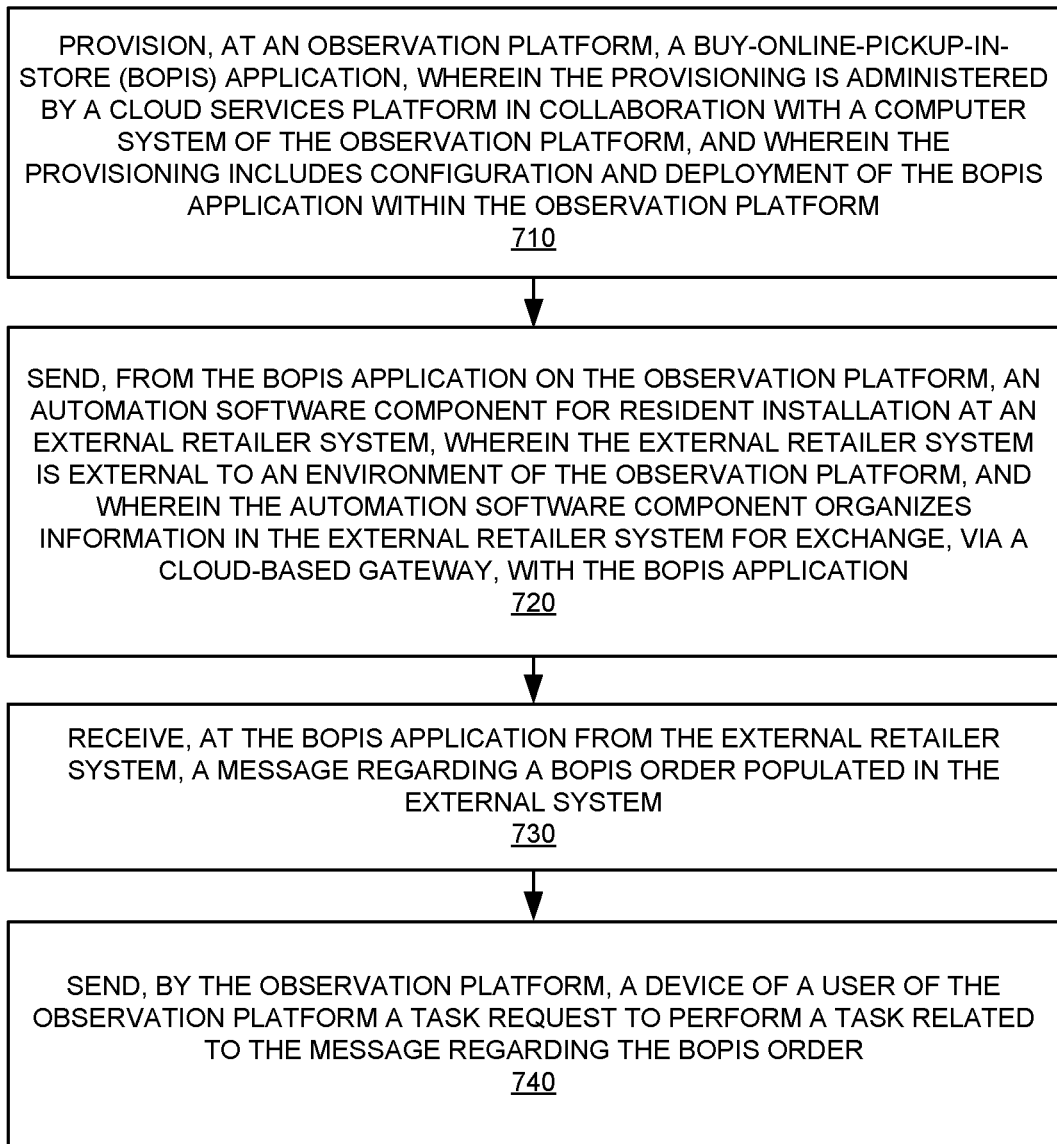 PROVISION, AT AN OBSERVATION PLATFORM, A BUY-ONLINE-PICKUP-IN-
STORE (BOPIS) APPLICATION, WHEREIN THE PROVISIONING IS ADMINISTERED
BY A CLOUD SERVICES PLATFORM IN COLLABORATION WITH A COMPUTER
SYSTEM OF THE OBSERVATION PLATFORM, AND WHEREIN THE
PROVISIONING INCLUDES CONFIGURATION AND DEPLOYMENT OF THE BOPIS
APPLICATION WITHIN THE OBSERVATION PLATFORM
710
SEND, FROM THE BOPIS APPLICATION ON THE OBSERVATION PLATFORM, AN
AUTOMATION SOFTWARE COMPONENT FOR RESIDENT INSTALLATION AT AN
EXTERNAL RETAILER SYSTEM, WHEREIN THE EXTERNAL RETAILER SYSTEM
IS EXTERNAL TO AN ENVIRONMENT OF THE OBSERVATION PLATFORM, AND
WHEREIN THE AUTOMATION SOFTWARE COMPONENT ORGANIZES
INFORMATION IN THE EXTERNAL RETAILER SYSTEM FOR EXCHANGE, VIA A
CLOUD-BASED GATEWAY, WITH THE BOPIS APPLICATION
720
RECEIVE, AT THE BOPIS APPLICATION FROM THE EXTERNAL RETAILER
SYSTEM, A MESSAGE REGARDING A BOPIS ORDER POPULATED IN THE
EXTERNAL SYSTEM
730
SEND, BY THE OBSERVATION PLATFORM, A DEVICE OF A USER OF THE
OBSERVATION PLATFORM A TASK REQUEST TO PERFORM A TASK RELATED
TO THE MESSAGE REGARDING THE BOPIS ORDER
740